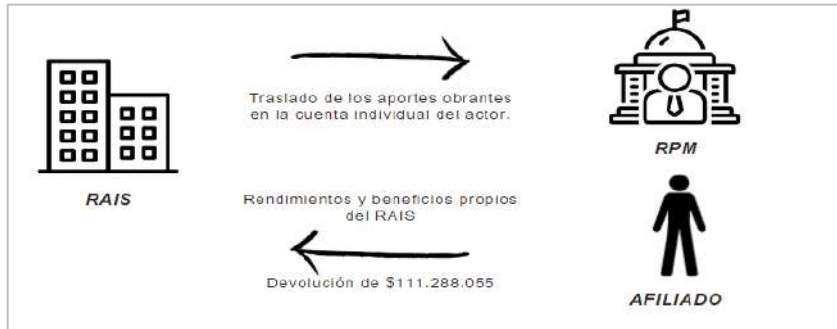 Traslado de los aportes obrantes
en la cuenta individual del actor.
RPM
RAIS
Rendimientos y beneficios propios
del RAIS
Devolución de $111.288.055
AFILIADO